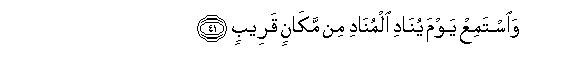 وَٱسْتَمِعْ يَوْمَ يُنَادِ ٱلْمُنَادِ مِن مَّكَانٍ قَرِيبٍ ٤١